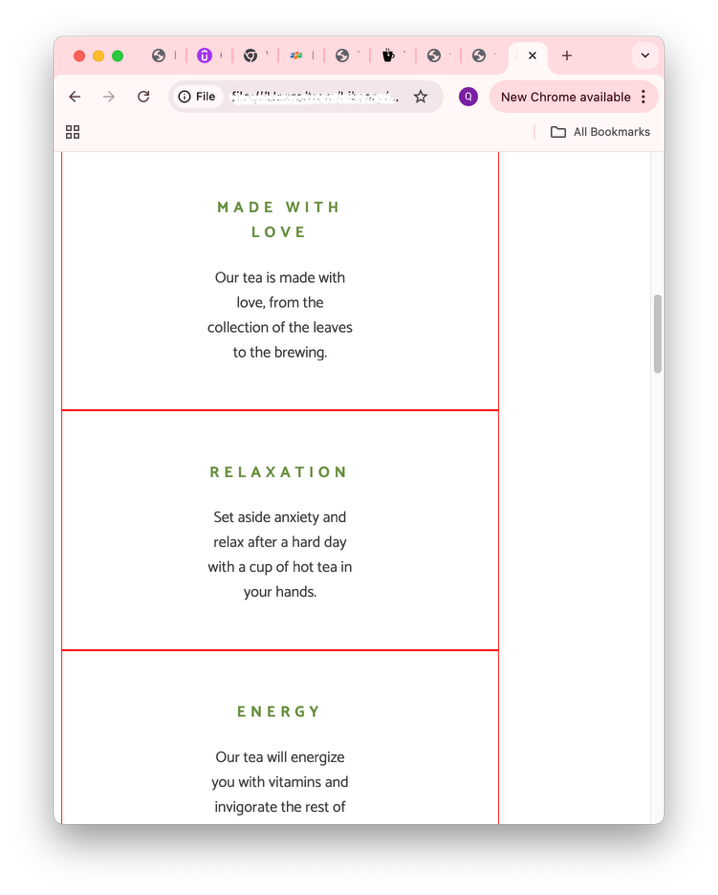 File
Q
New Chrome available
All Bookmarks
MADE WITH
LOVE
Our tea is made with
love, from the
collection of the leaves
to the brewing.
RELAXATION
Set aside anxiety and
relax after a hard day
with a cup of hot tea in
your hands.
ENERGY
Our tea will energize
you with vitamins and
invigorate the rest of